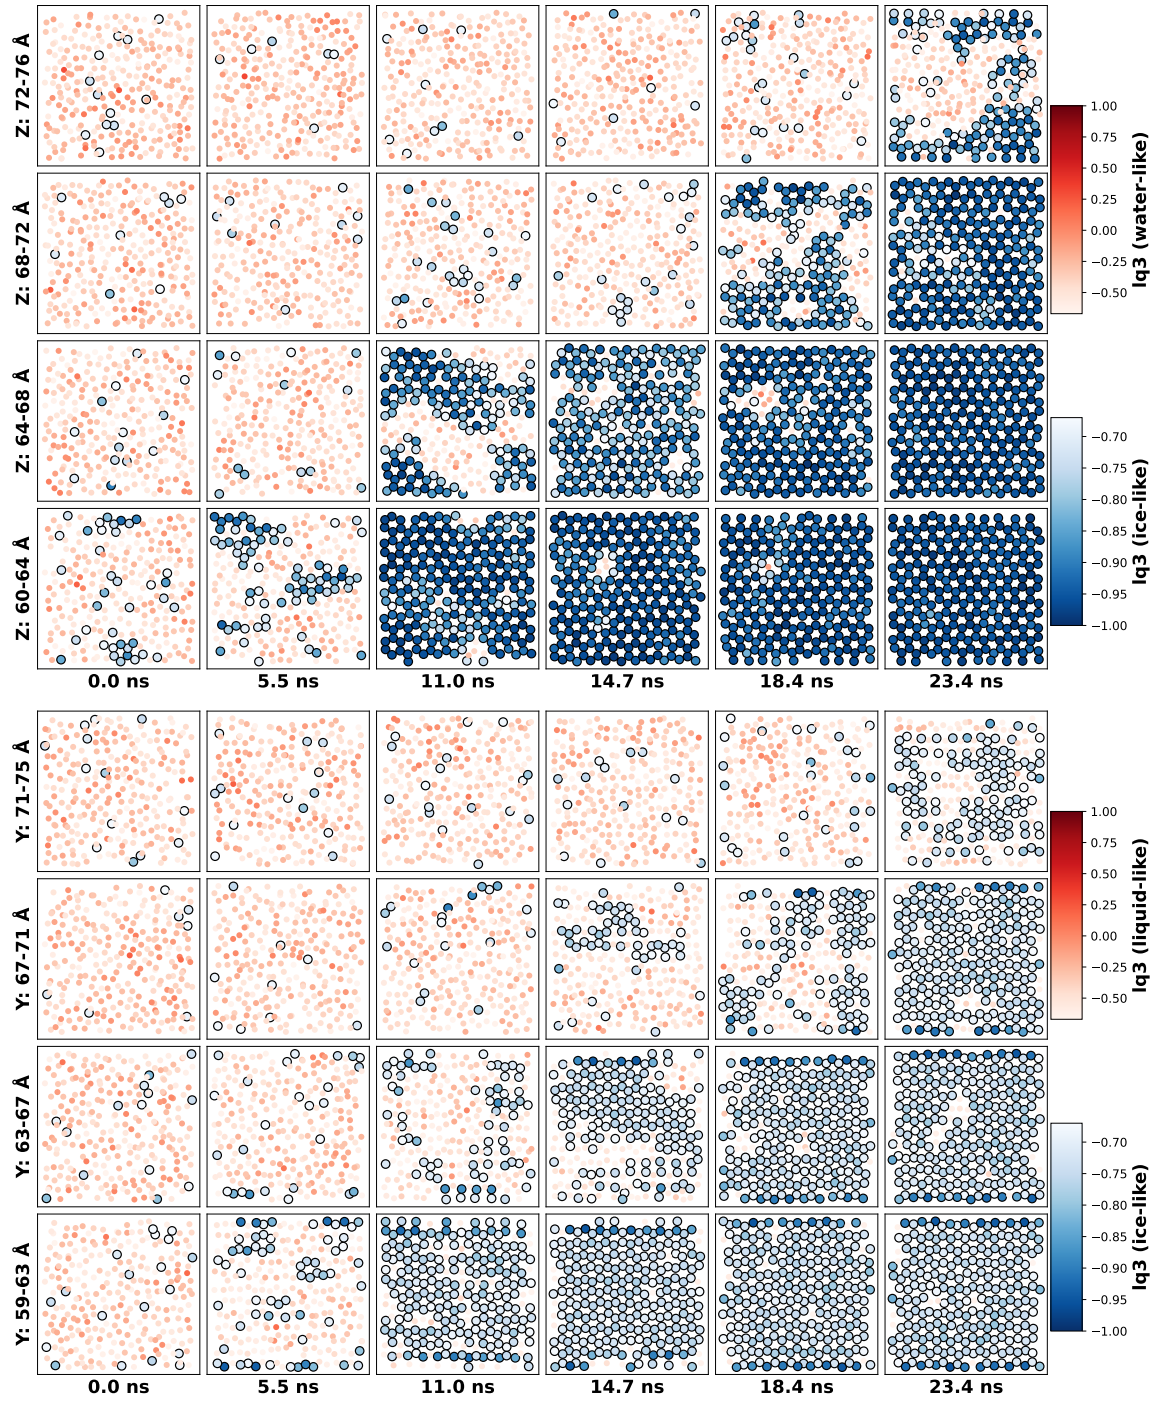 Z: 72-76 Å
Z: 68-72 Å
Z: 64-68 Å
Z: 60-64 Å
0.0 ns
5.5 ns
11.0 ns
14.7 ns
18.4 ns
23.4 ns
1.00
0.75
0.50
0.25
0.00
−0.25
−0.50
lq3 (water-like)
−0.70
−0.75
−0.80
−0.85
−0.90
−0.95
−1.00
lq3 (ice-like)
Y: 71-75 Å
Y: 67-71 Å
Y: 63-67 Å
Y: 59-63 Å
0.0 ns
5.5 ns
11.0 ns
14.7 ns
18.4 ns
23.4 ns
1.00
0.75
0.50
0.25
0.00
−0.25
−0.50
lq3 (liquid-like)
−0.70
−0.75
−0.80
−0.85
−0.90
−0.95
−1.00
lq3 (ice-like)